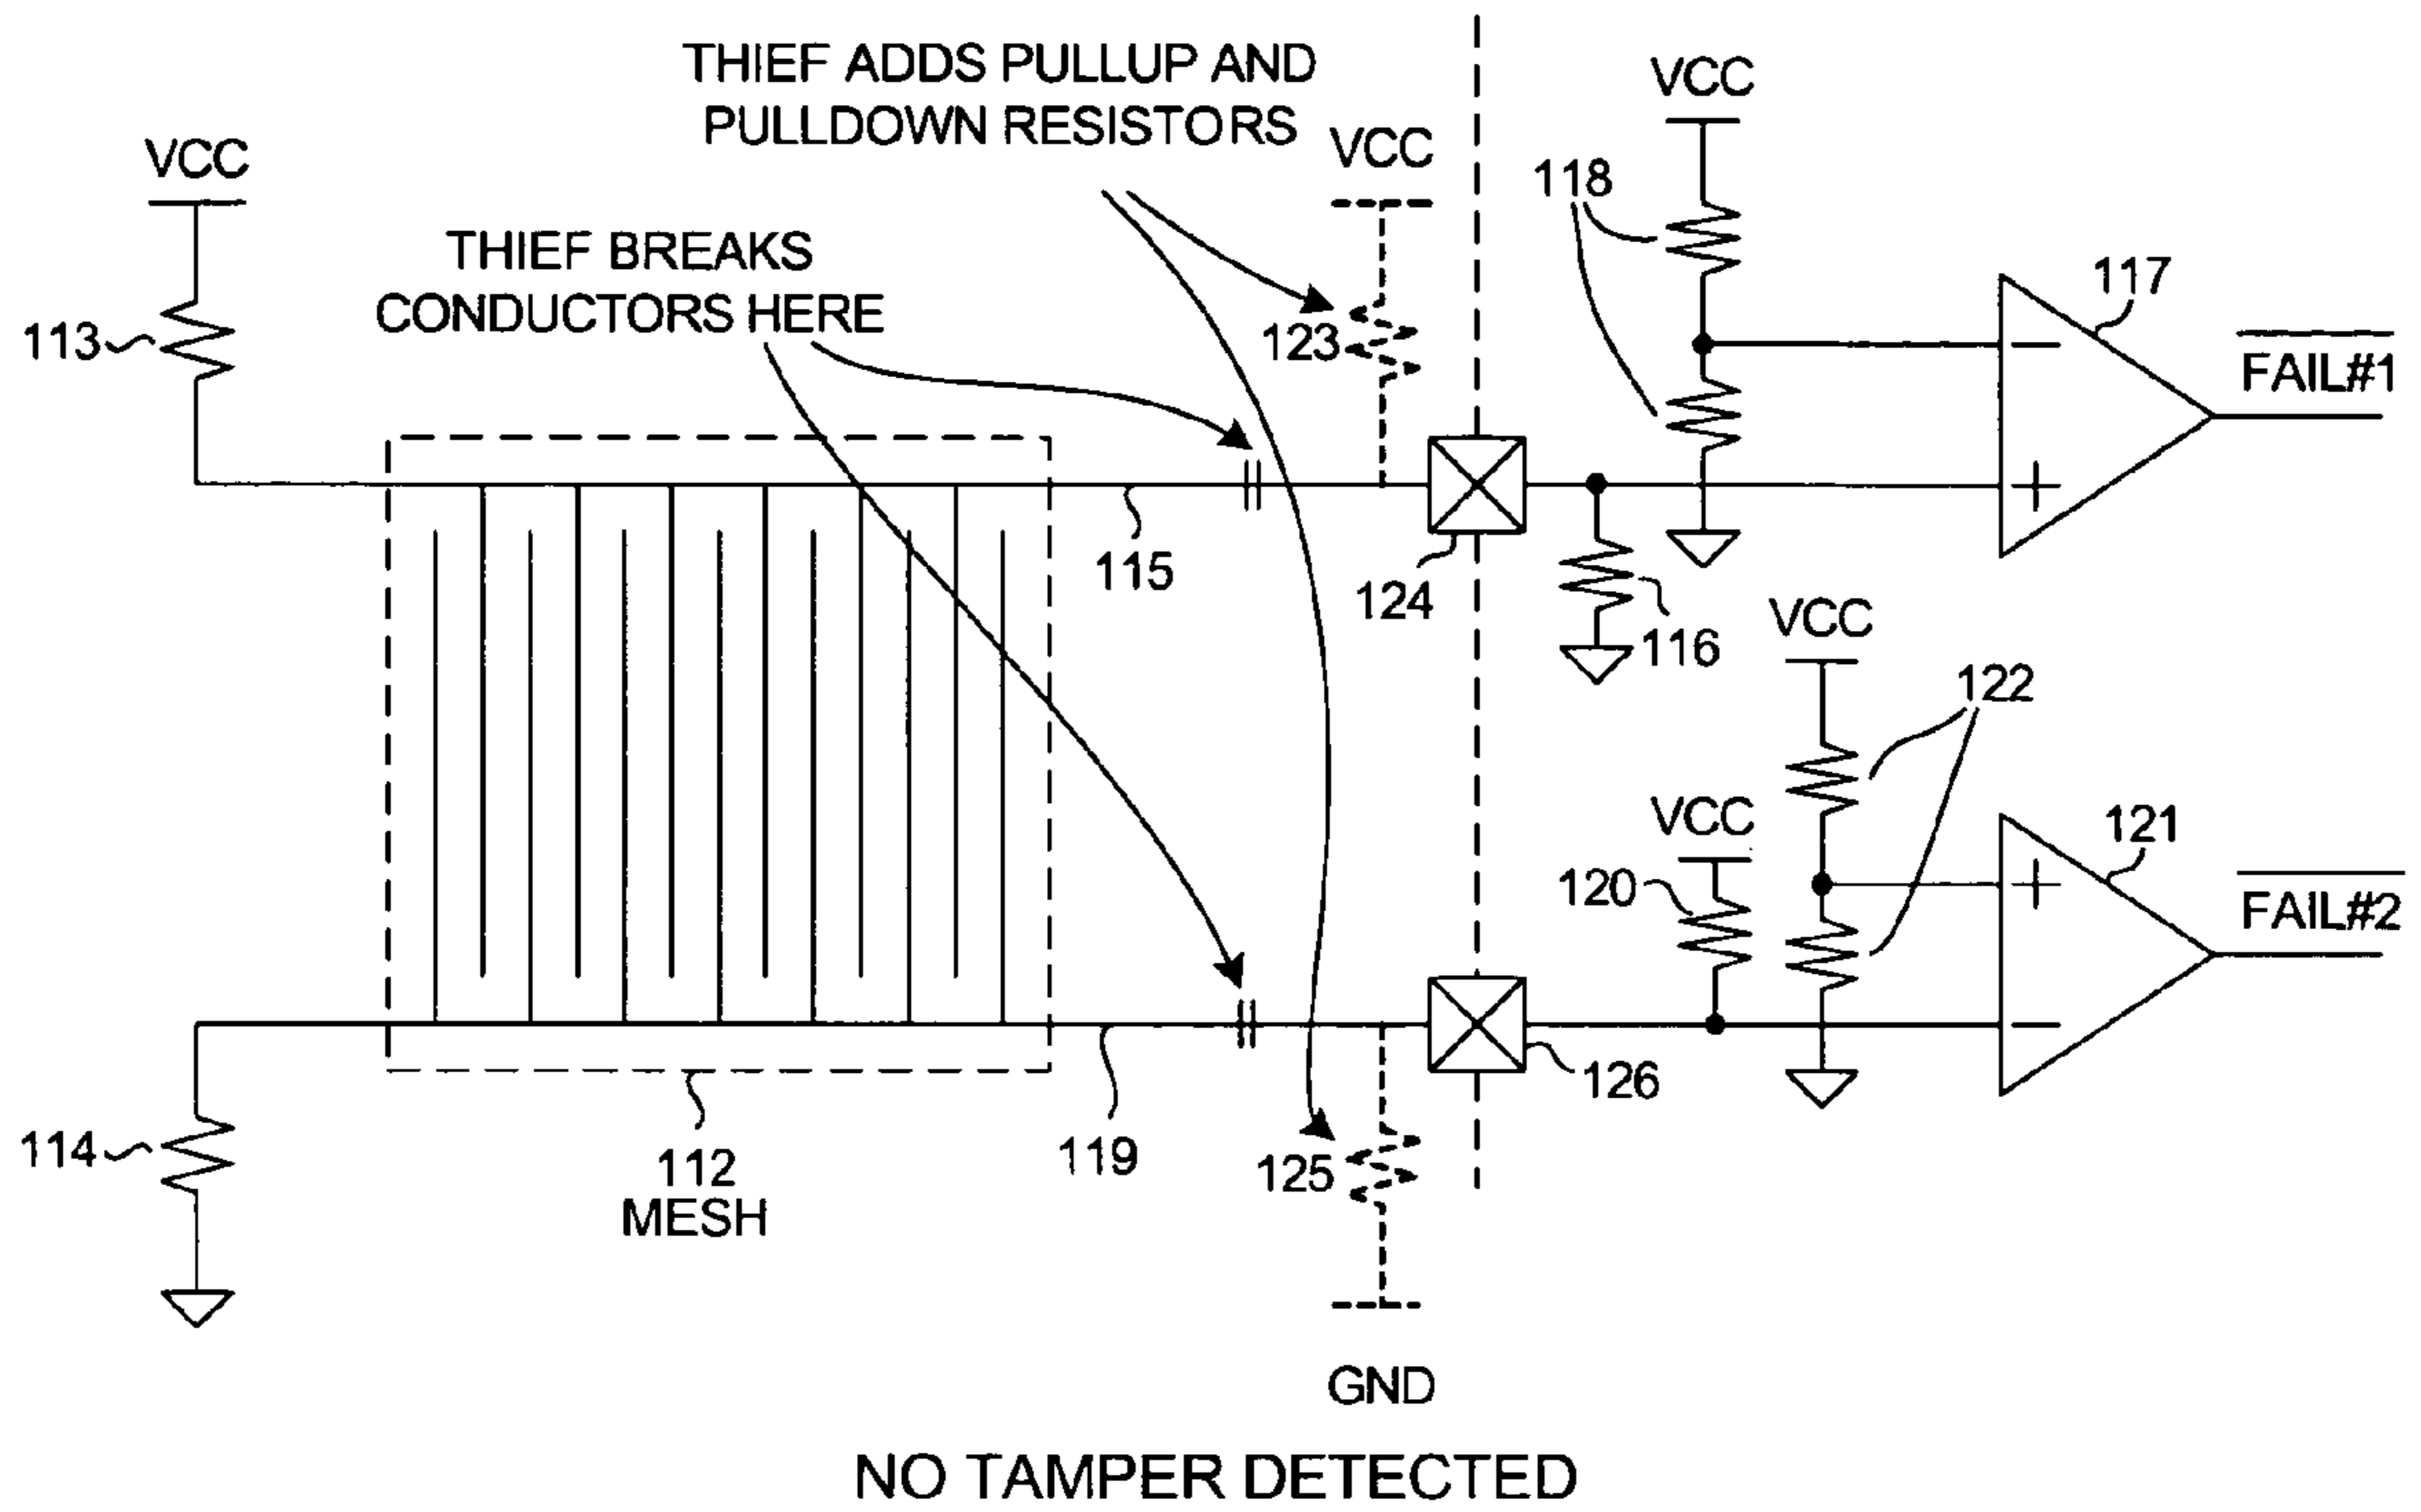 THIEF ADDS PULLUP AND
PULLDOWN RESISTORS
VCC
VCC
VCC
118
THIEF BREAKS
CONDUCTORS HERE
117
113
123
FAIL#1
115
124
116
VCC
122
VCC
120
121
FAIL#2
126
114
112
MESH
119
125
GND
NO TAMPER DETECTED